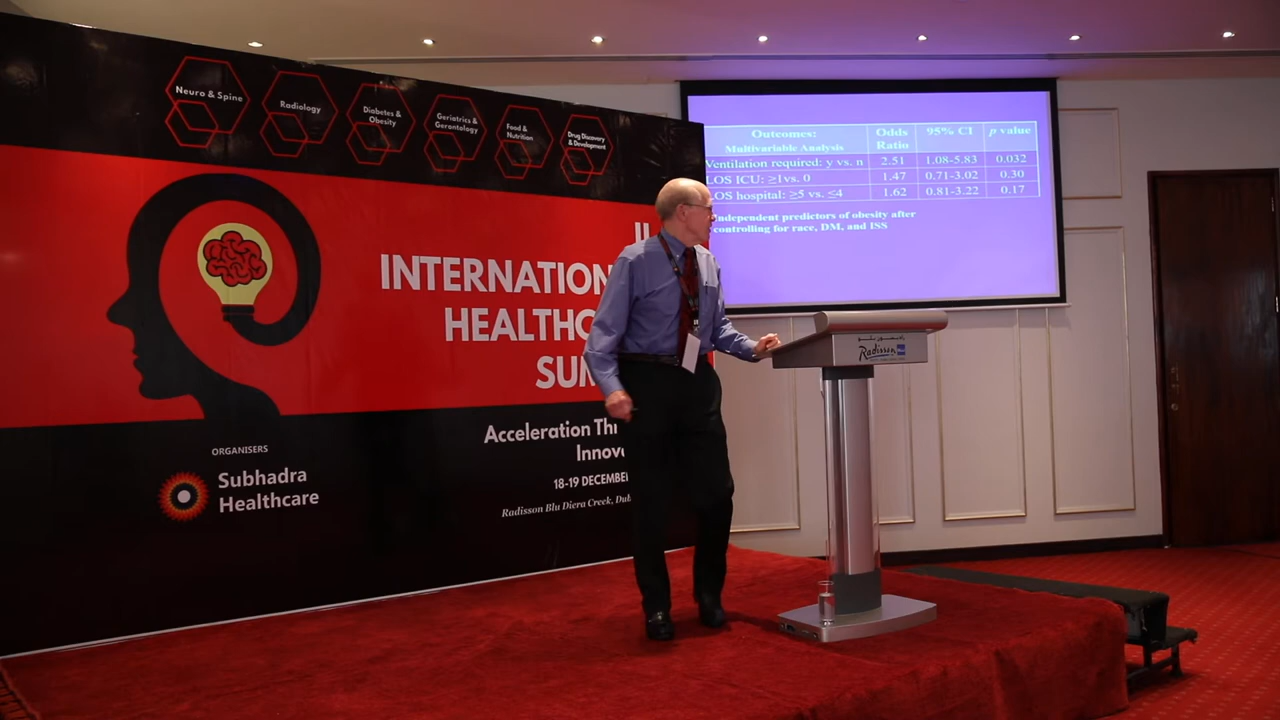 Neuro & Spine
Radiology
Diabetes &
Obesity
Geriatrics &
Gerontology
Food &
Nutrition
Drug Discovery
& Development
II
INTERNATION
HEALTHC
SUM
Acceleration Th
Innov
18-19 DECEMBE
Radisson Blu Diera Creek, Dub
ORGANISERS
Subhadra
Healthcare
Outcomes:
Multivariable Analysis
Odds
Ratio
95% CI
p value
Ventilation required: y vs. n 2.51 1.08-5.83 0.032
LOS ICU: ≥1vs. 0 1.47 0.71-3.02 0.30
LOS hospital: ≥5 vs. ≤4 1.62 0.81-3.22 0.17
Independent predictors of obesity after
controlling for race, DM, and ISS
Radisson